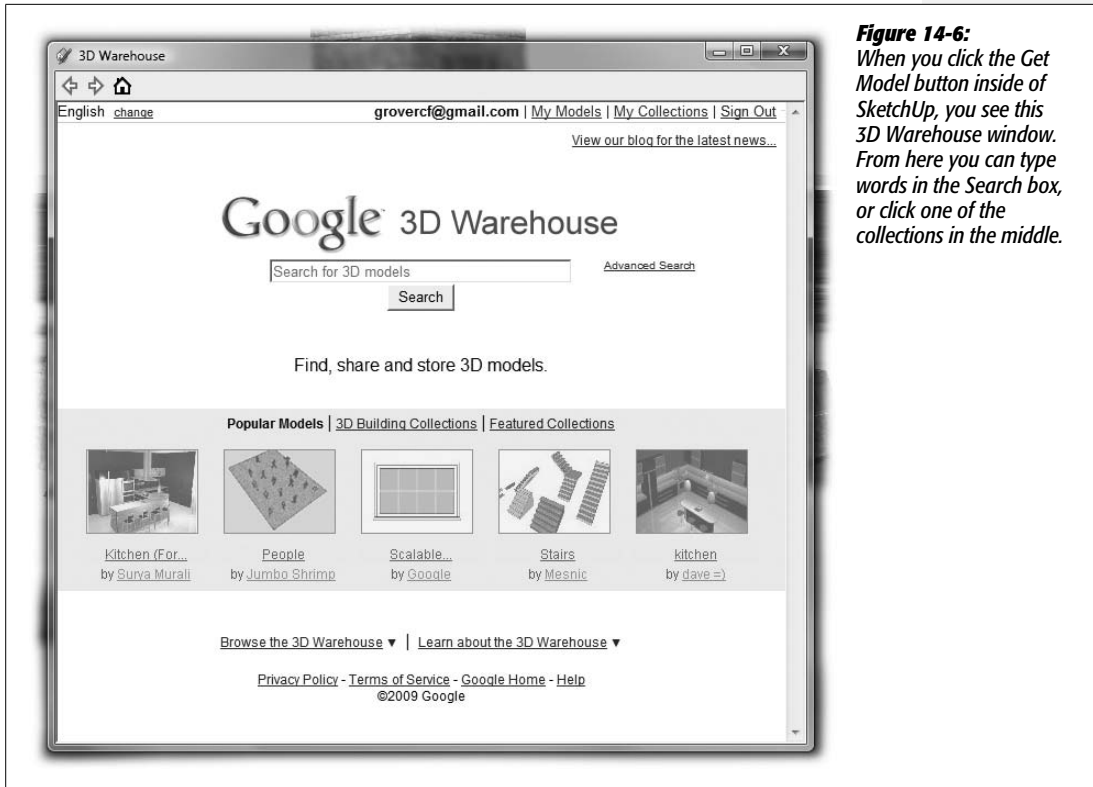 3D Warehouse
English change
grovercf@gmail.com | My Models | My Collections | Sign Out
View our blog for the latest news...
Google™ 3D Warehouse
Search for 3D models
Advanced Search
Search
Find, share and store 3D models.
Popular Models | 3D Building Collections | Featured Collections
Kitchen (For...
by Surya Murali
People
by Jumbo Shrimp
Scalable...
by Google
Stairs
by Mesnic
kitchen
by dave =)
Browse the 3D Warehouse ▼ | Learn about the 3D Warehouse ▼
Privacy Policy - Terms of Service - Google Home - Help
©2009 Google
Figure 14-6:
When you click the Get
Model button inside of
SketchUp, you see this
3D Warehouse window.
From here you can type
words in the Search box,
or click one of the
collections in the middle.